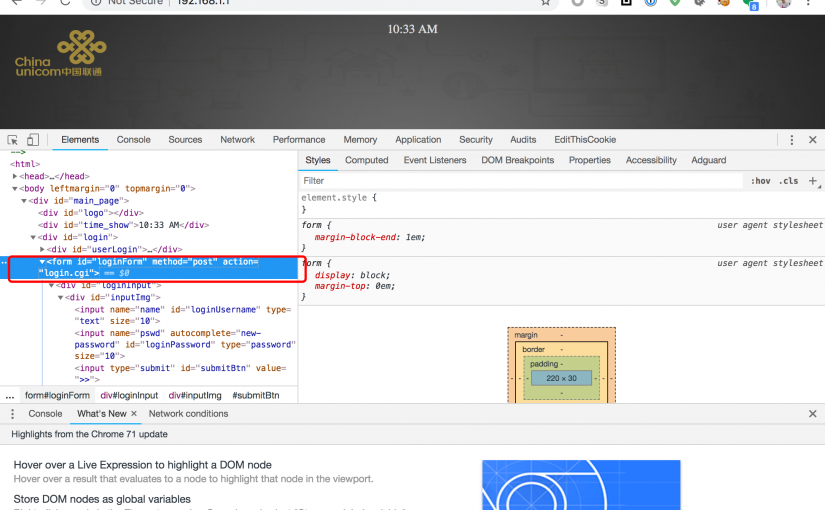 Not Secure | 192.168.1.1
8
10:33 AM
China
unicom中国联通
Elements Console Sources Network Performance Memory Application Security Audits EditThisCookie
-->
<html>
▶<head>…</head>
▼<body leftmargin="0" topmargin="0">
▼<div id="main_page">
<div id="logo"></div>
<div id="time_show">10:33 AM</div>
▼<div id="login">
▶<div id="userLogin">…</div>
▼<form id="loginForm" method="post" action=
"login.cgi"> == $0
▼<div id="loginInput">
▼<div id="inputImg">
<input name="name" id="loginUsername" type=
"text" size="10">
<input name="pswd" autocomplete="new-
password" id="loginPassword" type="password"
size="10">
<input type="submit" id="submitBtn" value=
">>">
... form#loginForm div#loginInput div#inputImg #submitBtn
Styles Computed Event Listeners DOM Breakpoints Properties Accessibility Adguard
Filter :hov .cls +
element.style {
}
form { user agent stylesheet
margin-block-end: 1em;
}
form { user agent stylesheet
display: block;
margin-top: 0em;
}
margin -
border -
padding -
- - - 220 × 30 - - -
-
Console What's New × Network conditions
Highlights from the Chrome 71 update
Hover over a Live Expression to highlight a DOM node
Hover over a result that evaluates to a node to highlight that node in the viewport.
Store DOM nodes as global variables